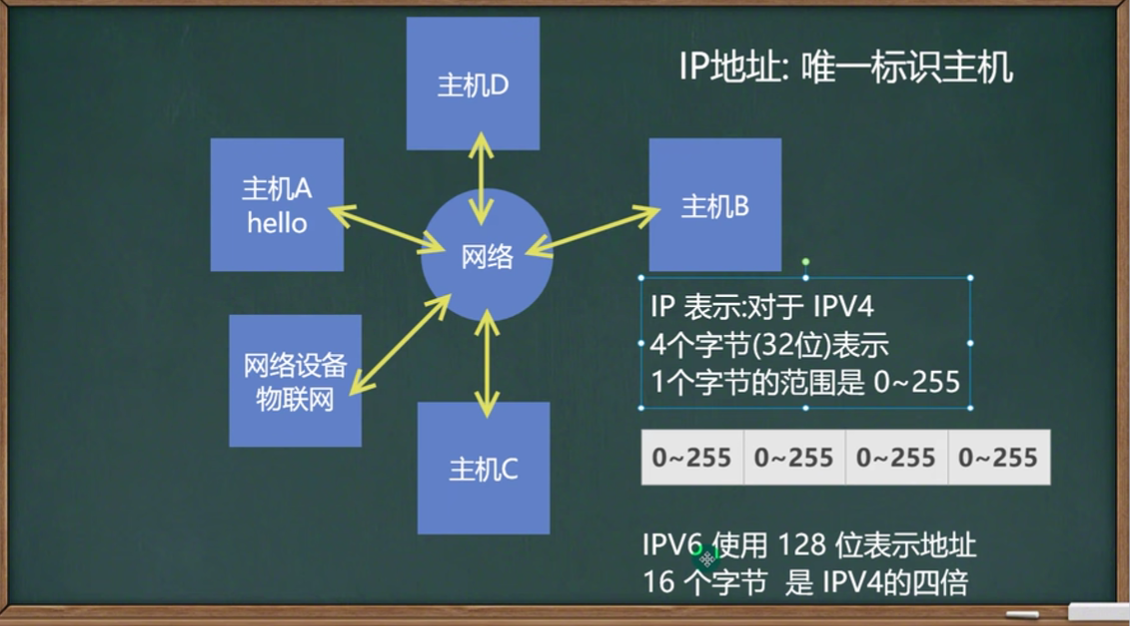 主机D
IP地址: 唯一标识主机
主机A
hello
主机B
网络
IP 表示:对于 IPV4
4个字节(32位)表示
1个字节的范围是 0~255
网络设备
物联网
主机C
0~255 0~255 0~255 0~255
IPV6 使用 128 位表示地址
16 个字节 是 IPV4的四倍